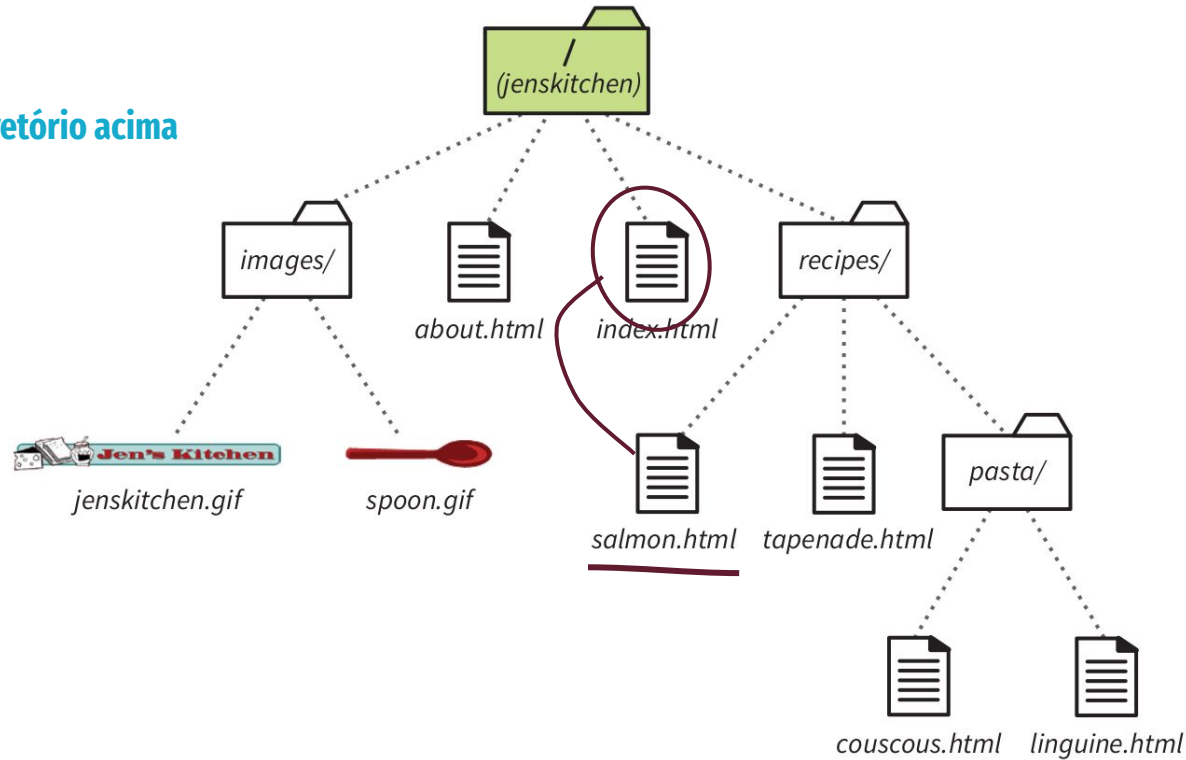 /
(jenskitchen)
etório acima
images/
recipes/
about.html
index.html
Jen's Kitchen
pasta/
jenskitchen.gif
spoon.gif
salmon.html
tapenade.html
couscous.html
linguine.html